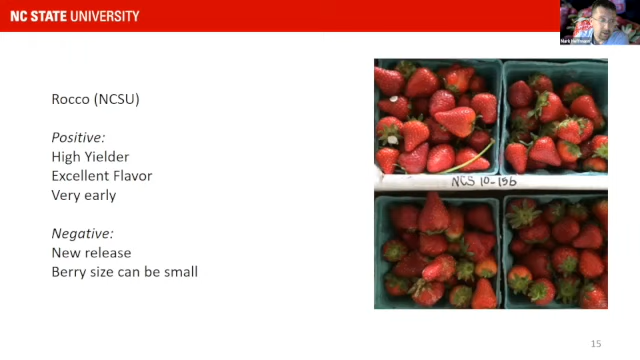 NC STATE UNIVERSITY
Rocco (NCSU)
Positive:
High Yielder
Excellent Flavor
Very early
Negative:
New release
Berry size can be small
NCS 10-156
15